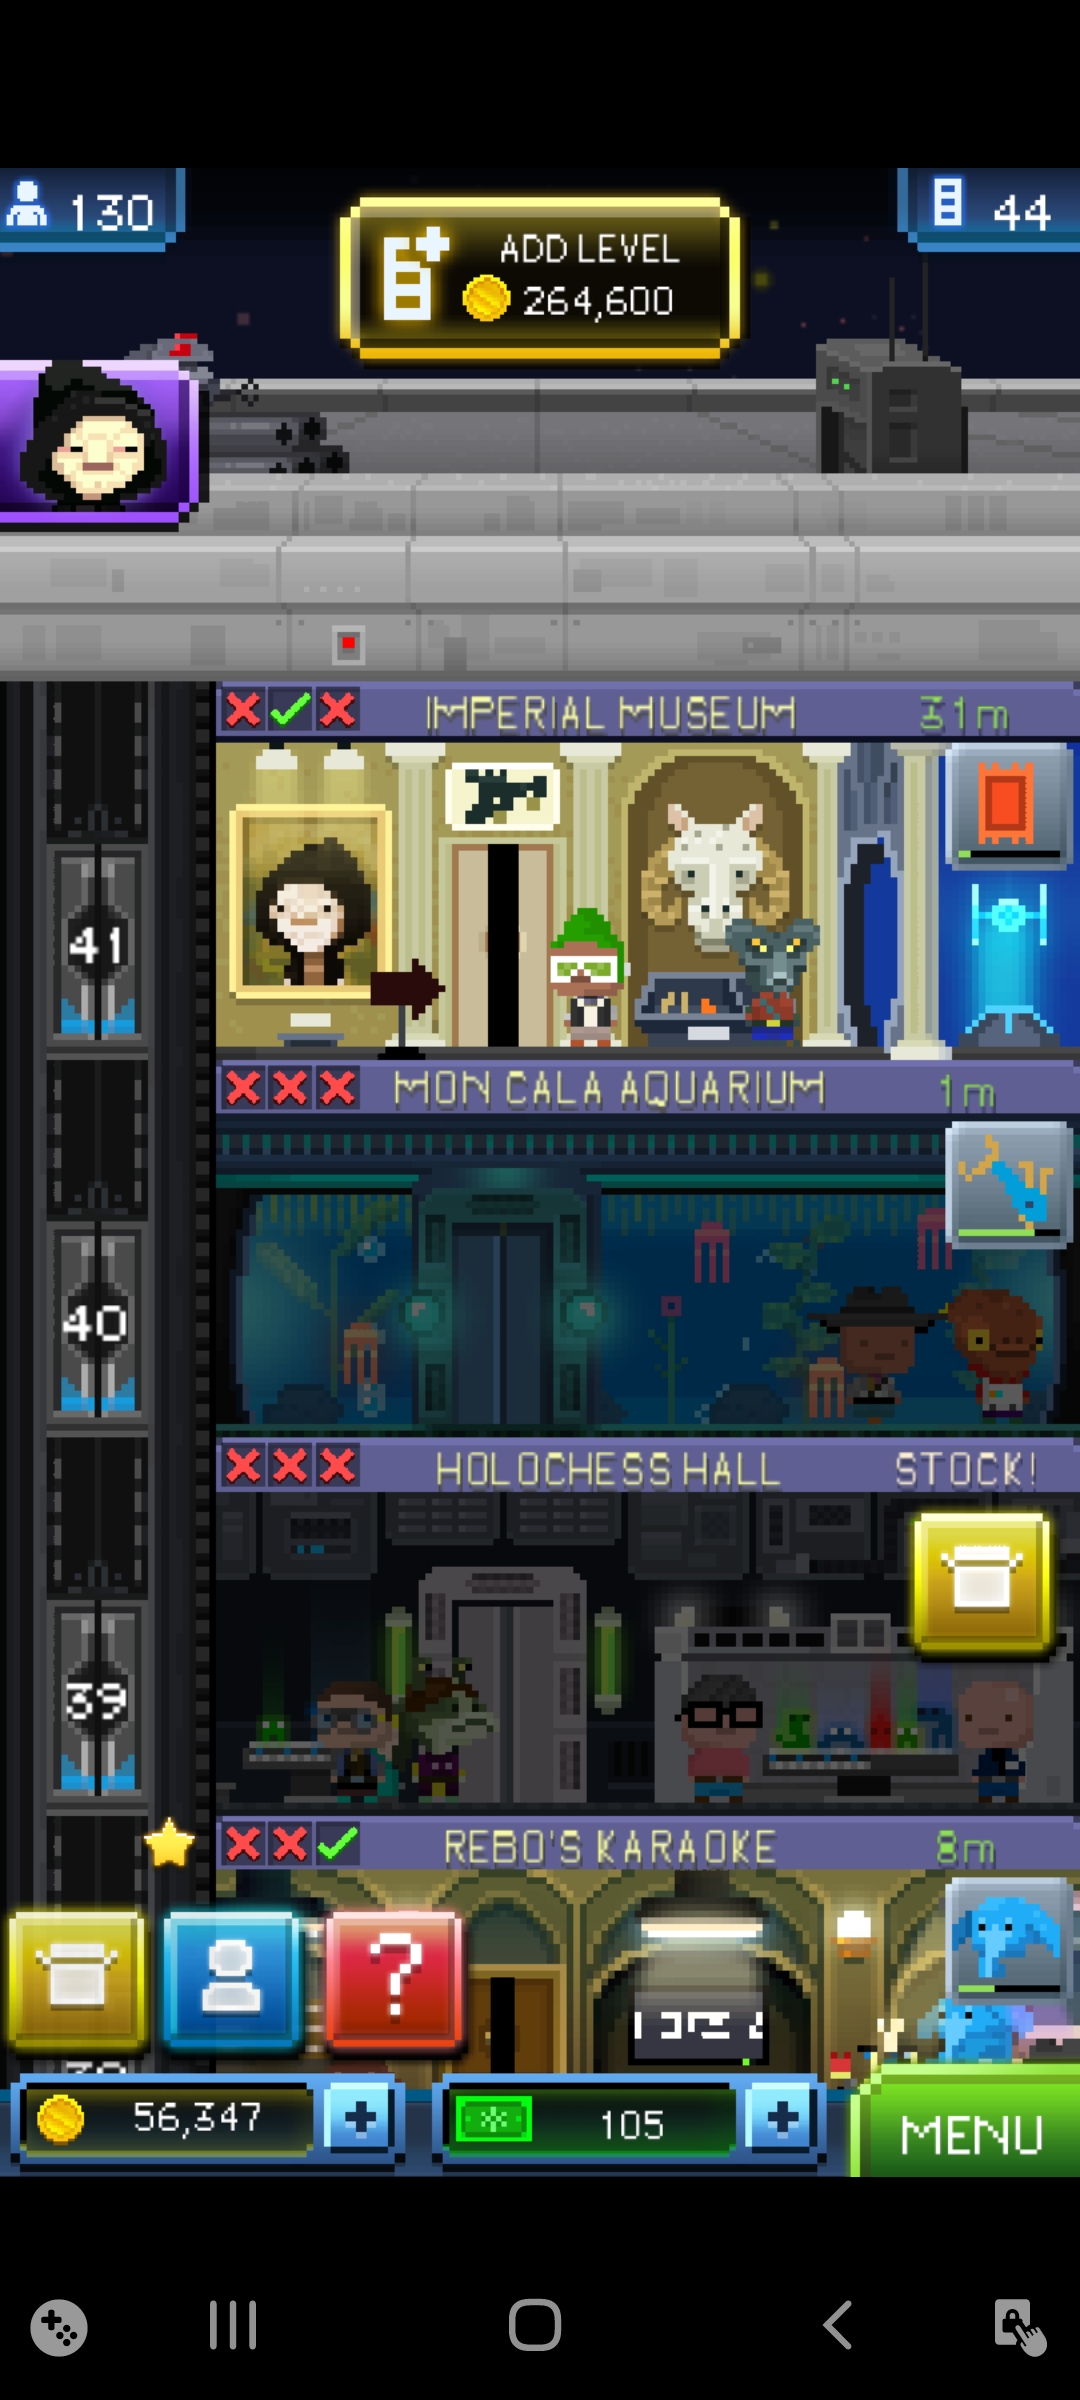 130
ADD LEVEL
264,600
44
IMPERIAL MUSEUM 31m
41
MON CALA AQUARIUM 1m
40
HOLOCHESS HALL STOCK!
39
REBO'S KARAOKE 8m
?
56,347
105
MENU